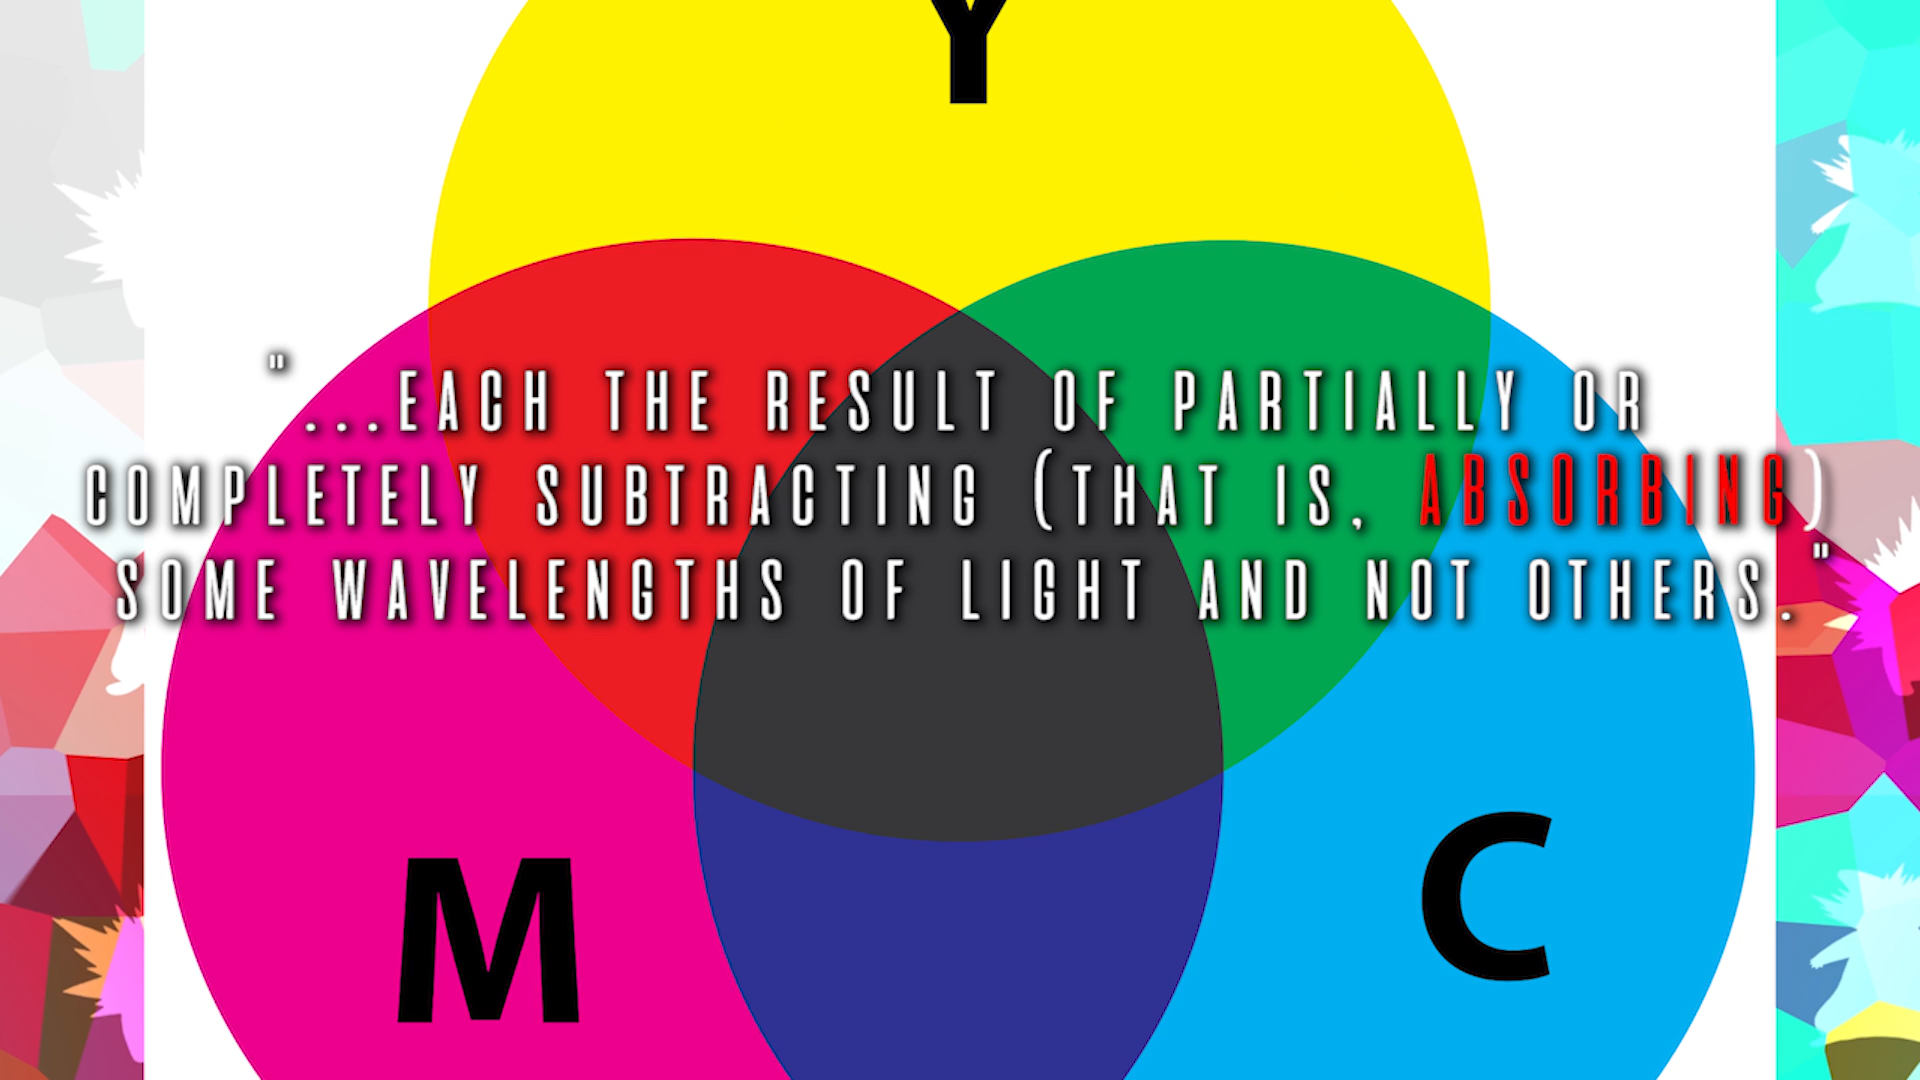 Y
"...EACH THE RESULT OF PARTIALLY OR
COMPLETELY SUBTRACTING (THAT IS, ABSORBING)
SOME WAVELENGTHS OF LIGHT AND NOT OTHERS."
M
C